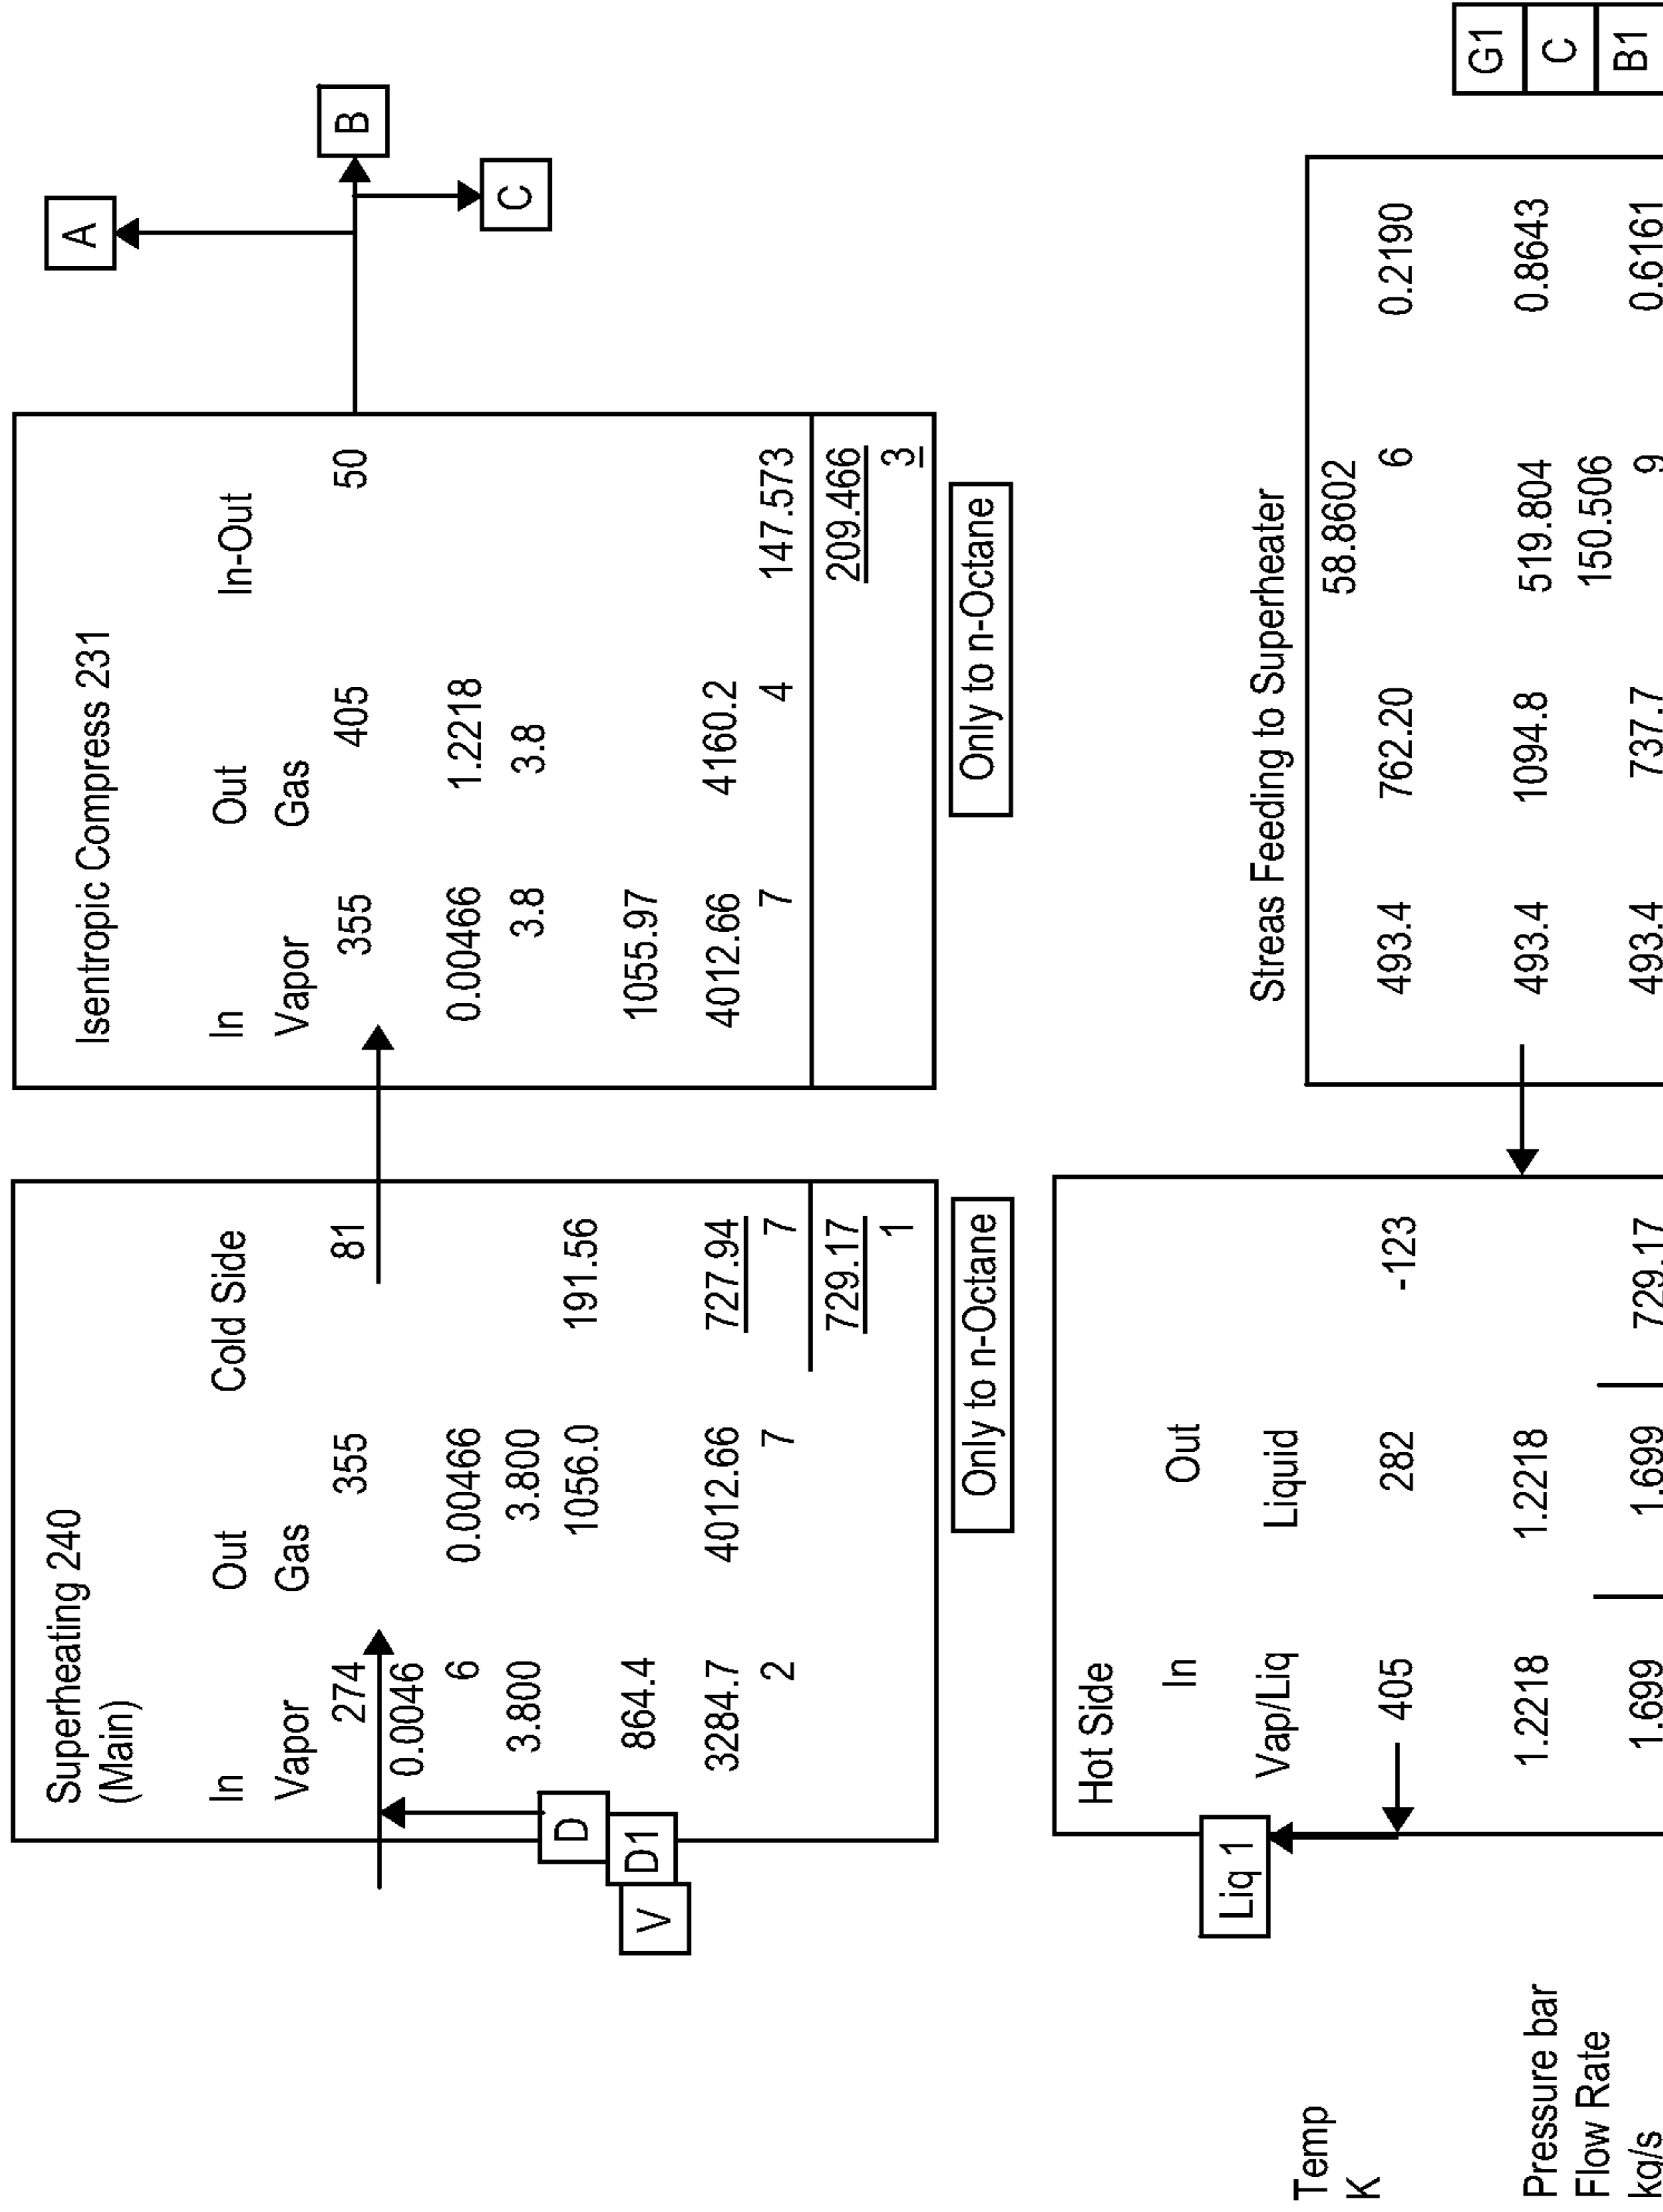 Superheating 240
(Main)
In Out Cold Side
Vapor Gas
274 355 81
0.0046
6 0.00466
3.800 3.800
1056.0 191.56
864.4
3284.7 4012.66 727.94
2 7 7
729.17
1
D
D1
V
Only to n-Octane
Isentropic Compress 231
In Out In-Out
Vapor Gas
355 405 50
0.00466 1.2218
3.8 3.8
1055.97
4012.66 4160.2
7 4 147.573
209.466
3
Only to n-Octane
A
B
C
Hot Side
In Out
Liq 1
Vap/Liq Liquid
Temp
K
405 282 -123
Pressure bar
1.2218 1.2218
Flow Rate
kg/s
1.699 1.699 729.17
Streas Feeding to Superheater
58.8602
493.4 762.20 6 0.2190
493.4 1094.8 519.804 0.8643
150.506
493.4 737.7 9 0.6161
G1
C
B1